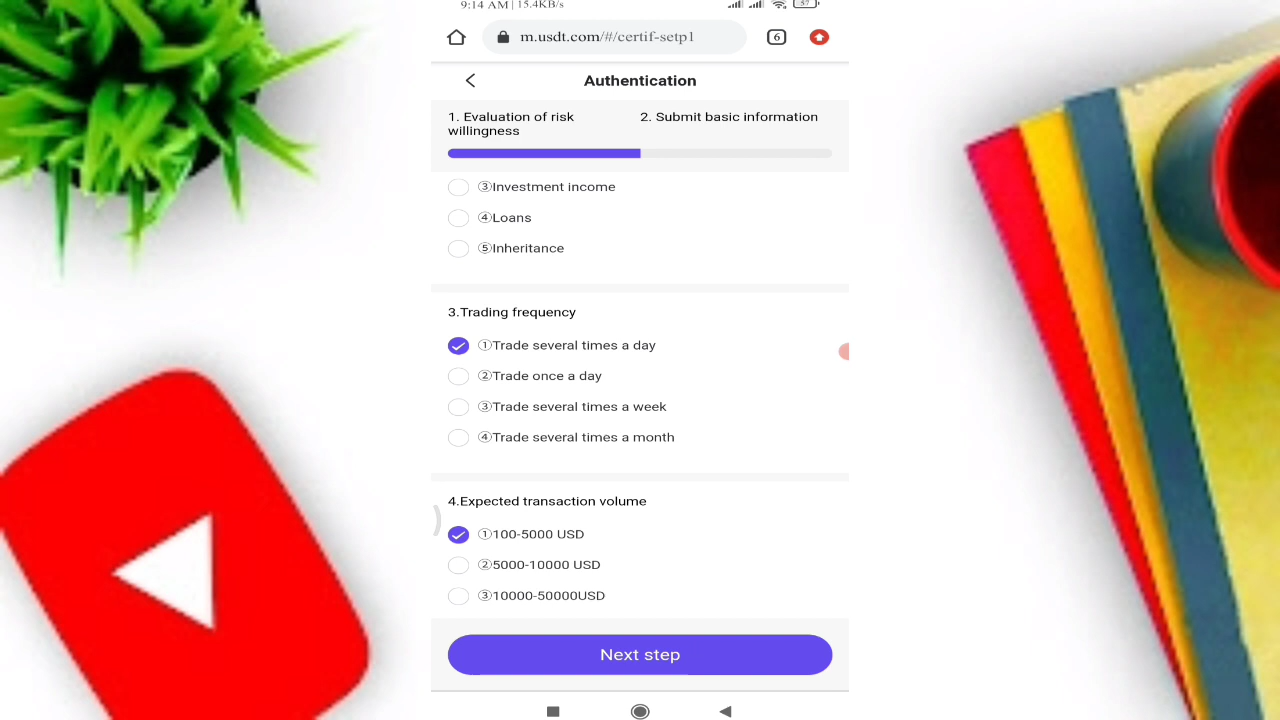 9:14 AM | 15.4KB/s
57
m.usdt.com/#/certif-setp1
6
Authentication
1. Evaluation of risk willingness
2. Submit basic information
③Investment income
④Loans
⑤Inheritance
3.Trading frequency
①Trade several times a day
②Trade once a day
③Trade several times a week
④Trade several times a month
4.Expected transaction volume
①100-5000 USD
②5000-10000 USD
③10000-50000USD
Next step